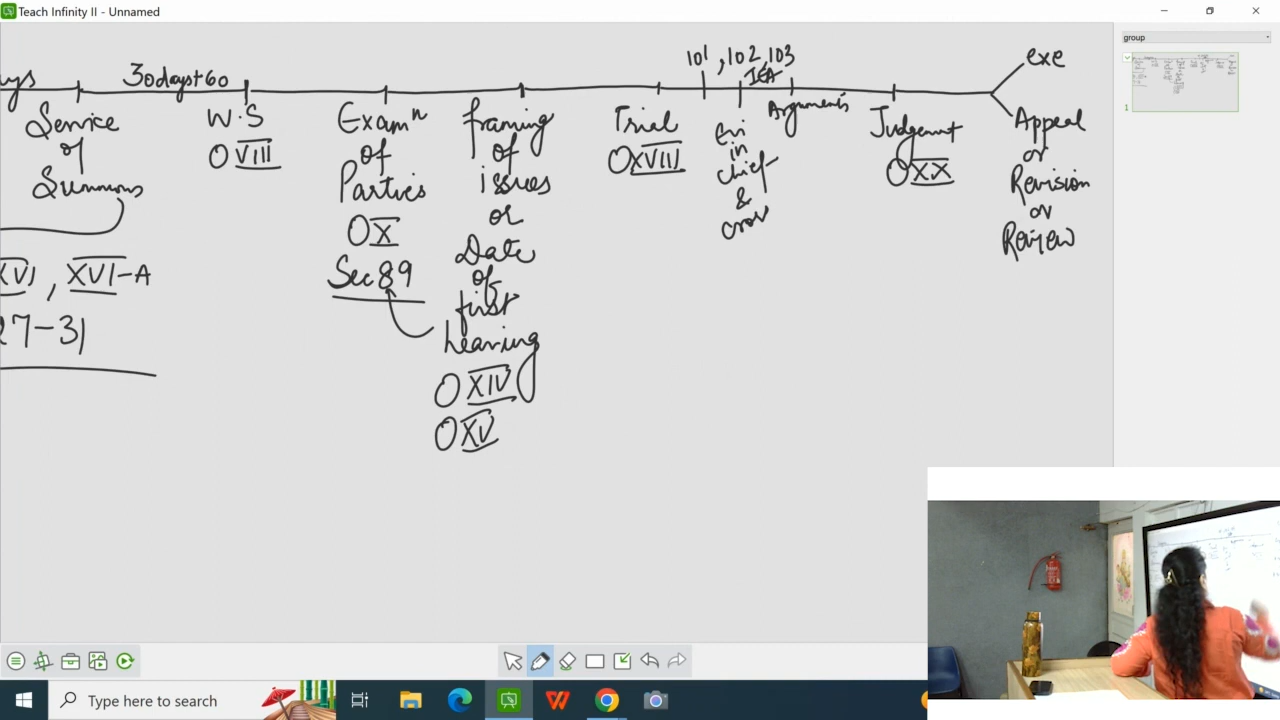 Teach Infinity II - Unnamed
group
ys
30days+60
101, 102, 103
IEA
exe
Service
of
Summons
W.S
O VIII
Examn
of
Parties
O X
Sec 89
framing
of
issues
or
Date
of
first
hearing
O XIV
O XV
Trial
O XVIII
Evi
in
chief
&
cross
Arguments
Judgement
O XX
Appeal
or
Revision
or
Review
XVI, XVI-A
27-31
1
Type here to search